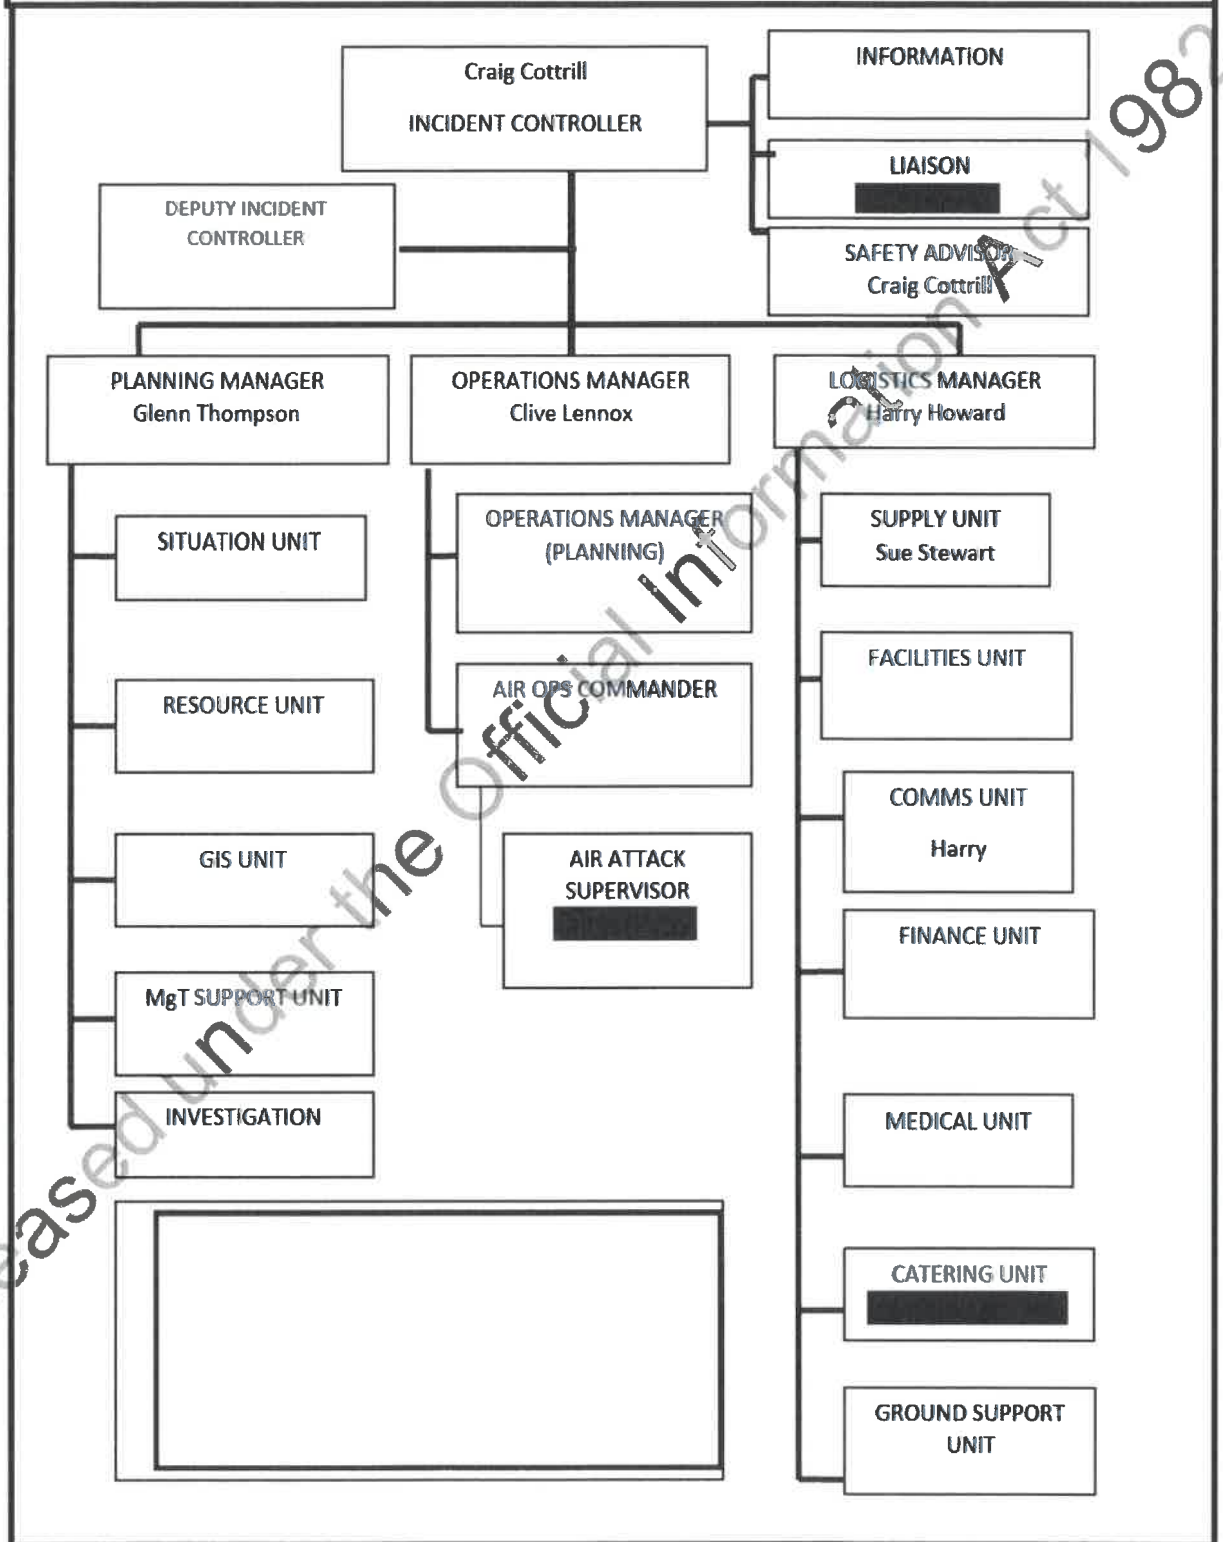 Craig Cottrill
INCIDENT CONTROLLER
INFORMATION
LIAISON
DEPUTY INCIDENT
CONTROLLER
SAFETY ADVISOR
Craig Cottrill
PLANNING MANAGER
Glenn Thompson
OPERATIONS MANAGER
Clive Lennox
LOGISTICS MANAGER
Harry Howard
SITUATION UNIT
RESOURCE UNIT
GIS UNIT
MgT SUPPORT UNIT
INVESTIGATION
OPERATIONS MANAGER
(PLANNING)
AIR OPS COMMANDER
AIR ATTACK
SUPERVISOR
SUPPLY UNIT
Sue Stewart
FACILITIES UNIT
COMMS UNIT
Harry
FINANCE UNIT
MEDICAL UNIT
CATERING UNIT
GROUND SUPPORT
UNIT
under the Official Information Act 1982